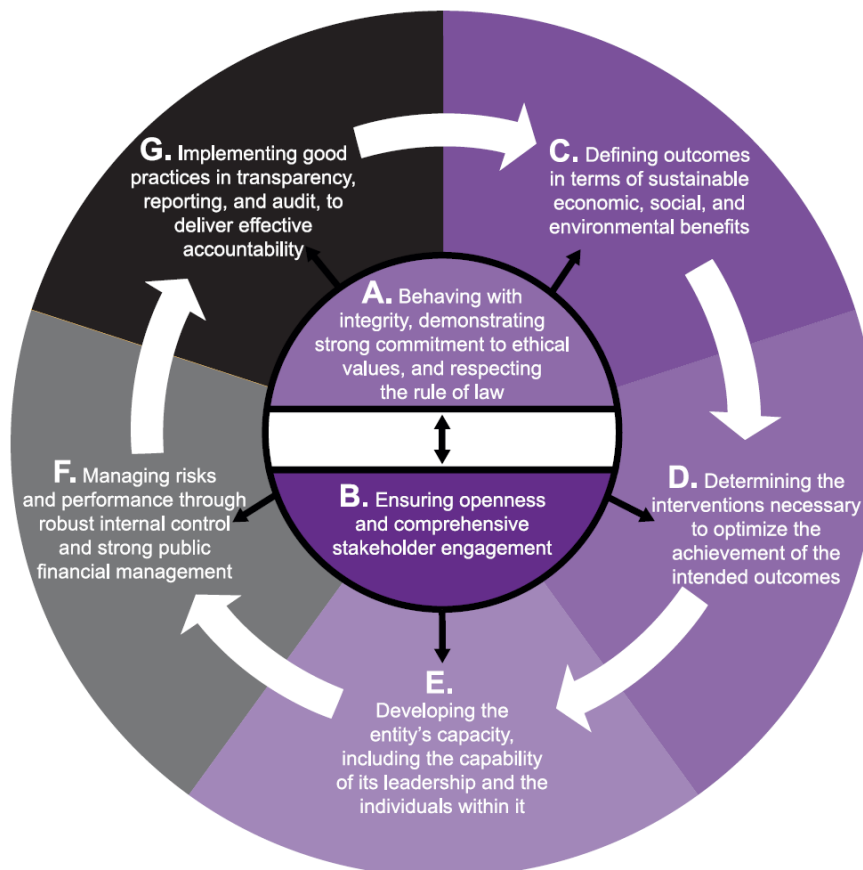 G. Implementing good
practices in transparency,
reporting, and audit, to
deliver effective
accountability
C. Defining outcomes
in terms of sustainable
economic, social, and
environmental benefits
A. Behaving with
integrity, demonstrating
strong commitment to ethical
values, and respecting
the rule of law
B. Ensuring openness
and comprehensive
stakeholder engagement
D. Determining the
interventions necessary
to optimize the
achievement of the
intended outcomes
E.
Developing the
entity's capacity,
including the capability
of its leadership and the
individuals within it
F. Managing risks
and performance through
robust internal control
and strong public
financial management